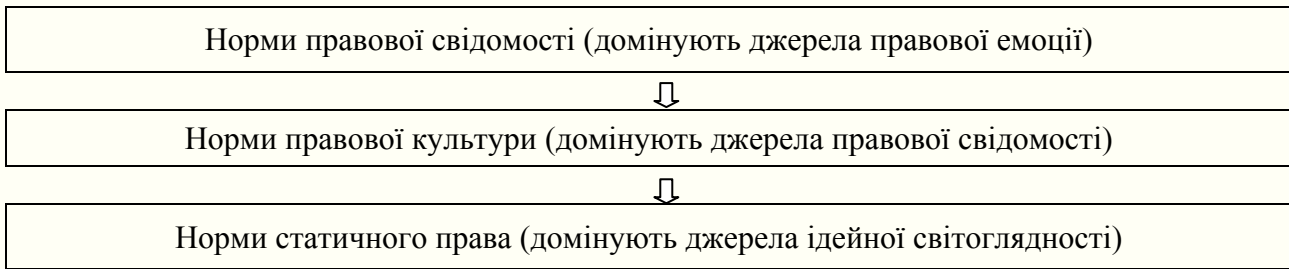 Норми правової свідомості (домінують джерела правової емоції)
Норми правової культури (домінують джерела правової свідомості)
Норми статичного права (домінують джерела ідейної світоглядності)